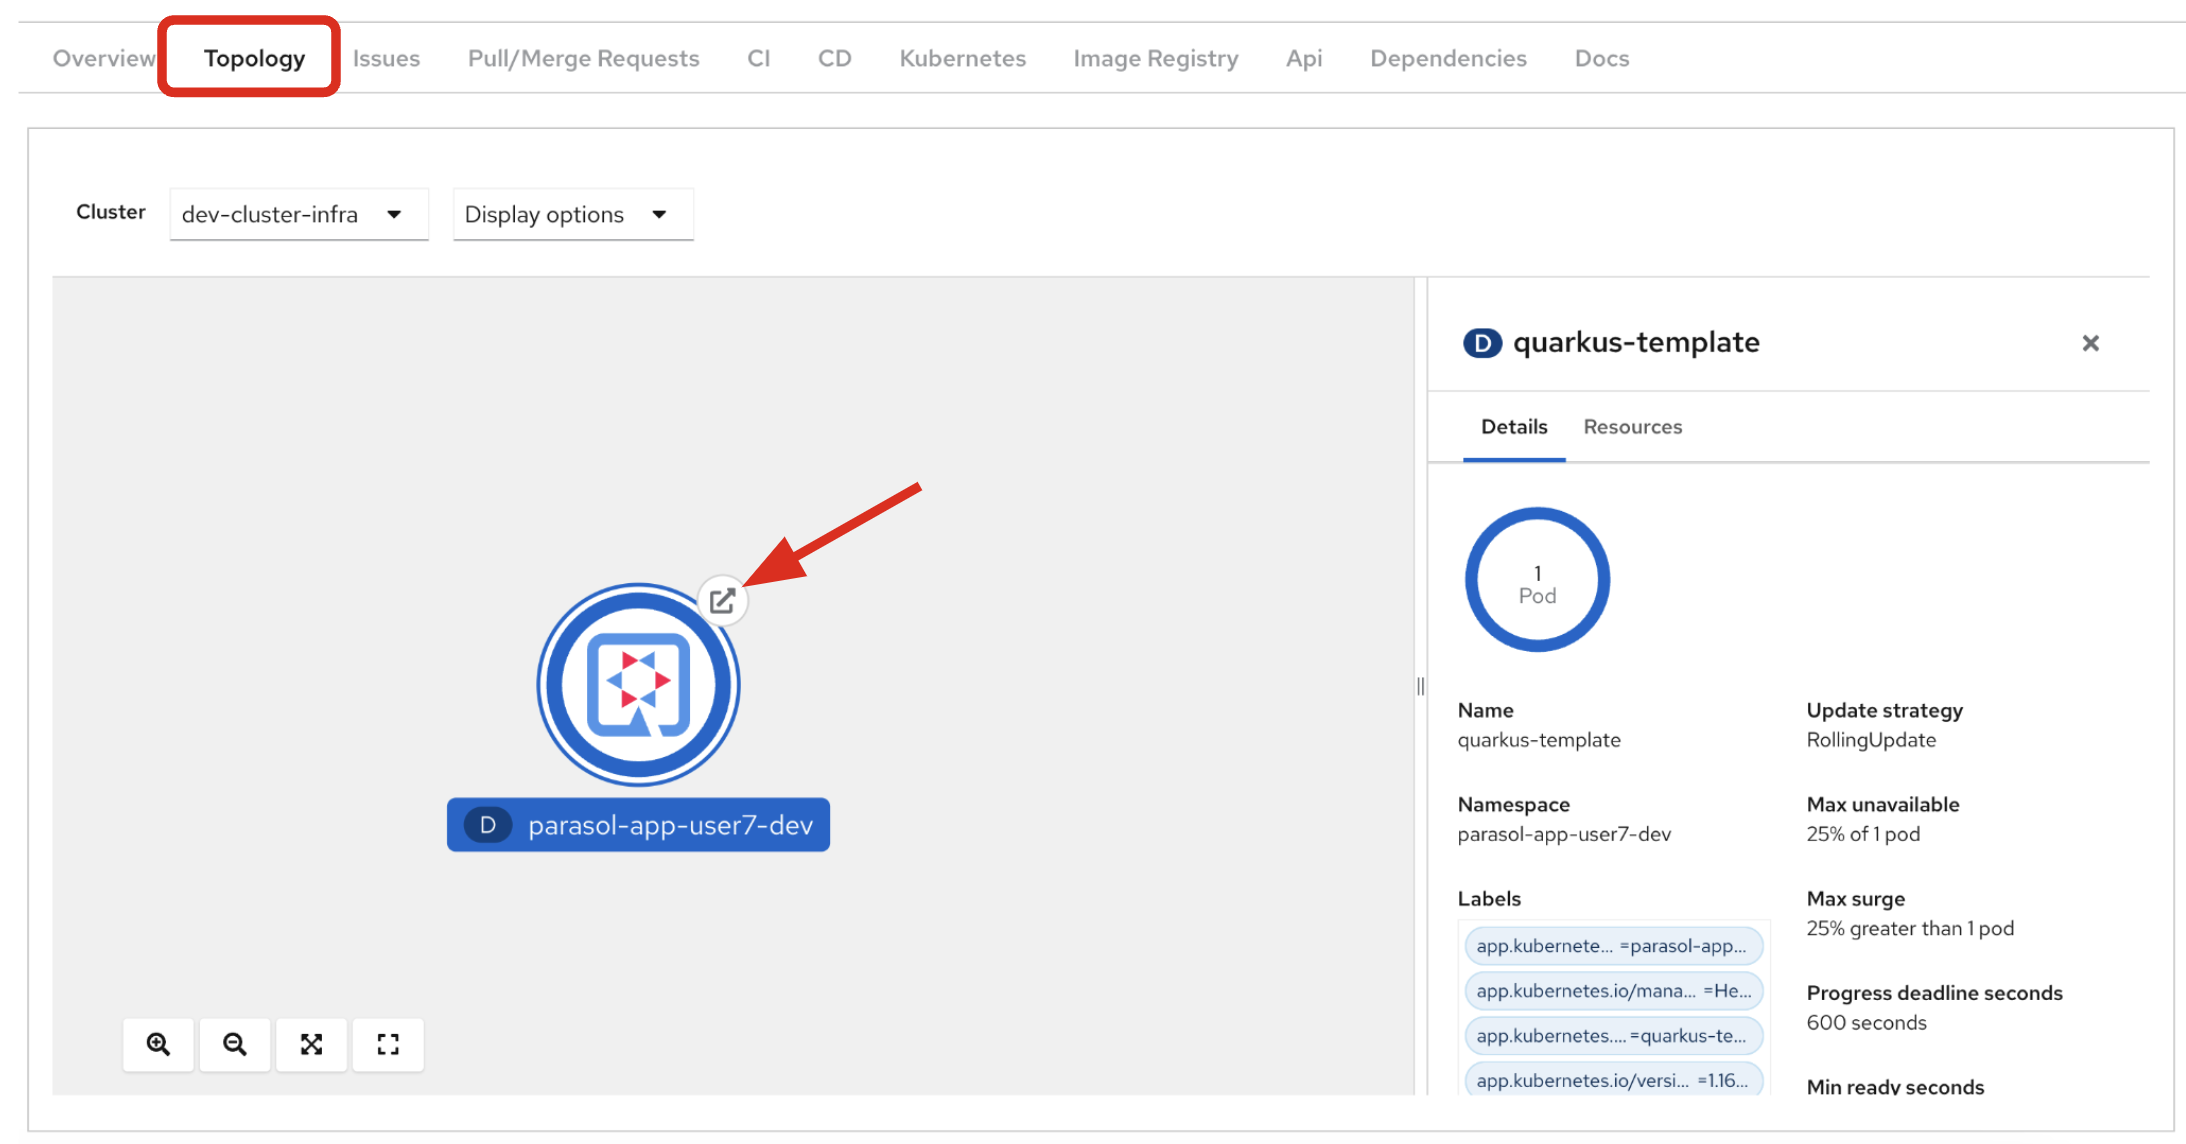 Overview Topology Issues Pull/Merge Requests CI CD Kubernetes Image Registry Api Dependencies Docs
Cluster dev-cluster-infra Display options
D quarkus-template
Details Resources
1
Pod
D parasol-app-user7-dev
Name
quarkus-template
Update strategy
RollingUpdate
Namespace
parasol-app-user7-dev
Max unavailable
25% of 1 pod
Labels
app.kubernete... =parasol-app...
app.kubernetes.io/mana... =He...
app.kubernetes.... =quarkus-te...
app.kubernetes.io/versi... =1.16...
Max surge
25% greater than 1 pod
Progress deadline seconds
600 seconds
Min ready seconds